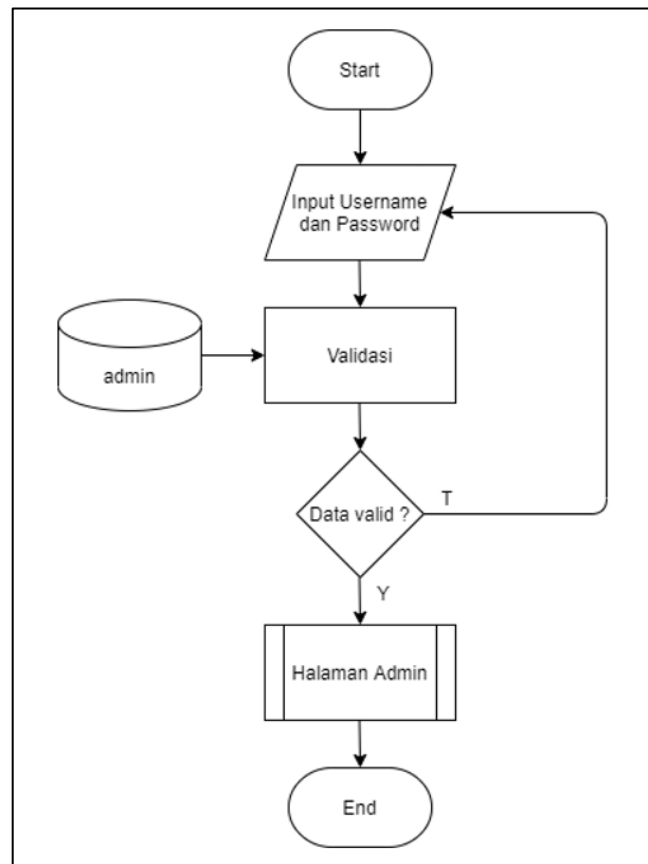 Start
Input Username
dan Password
Validasi
admin
Data valid ?
T
Y
Halaman Admin
End